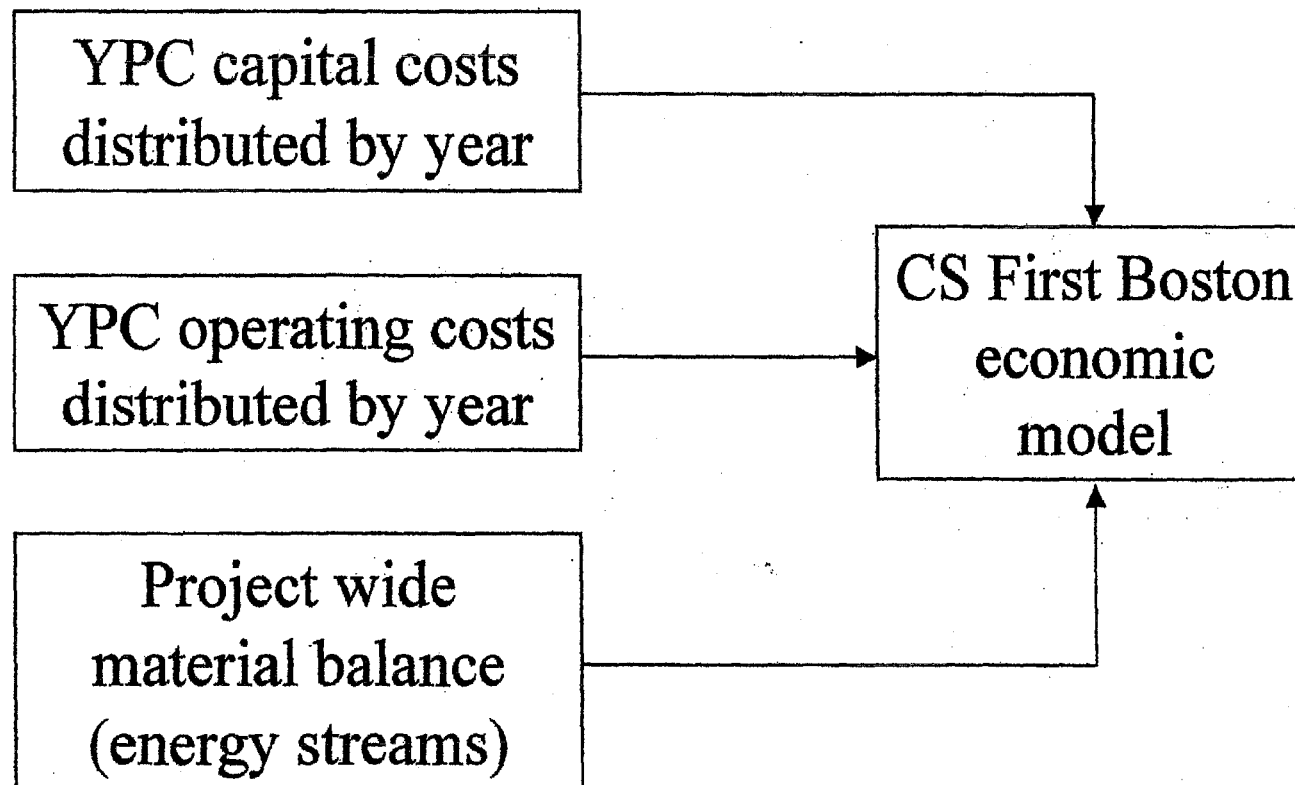 YPC capital costs
distributed by year
YPC operating costs
distributed by year
Project wide
material balance
(energy streams)
CS First Boston
economic
model